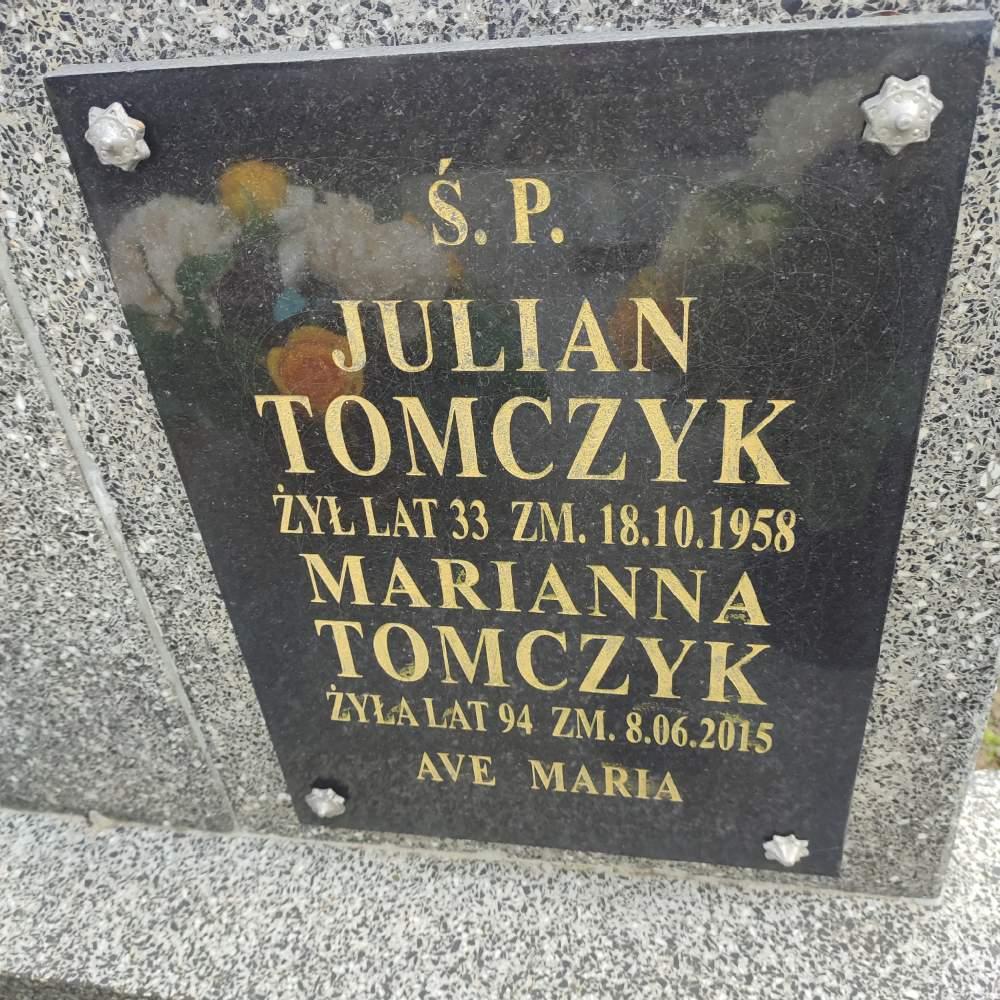 Ś. P.
JULIAN
TOMCZYK
ŻYŁ LAT 33 ZM. 18.10.1958
MARIANNA
TOMCZYK
ŻYŁA LAT 94 ZM. 8.06.2015
AVE MARIA